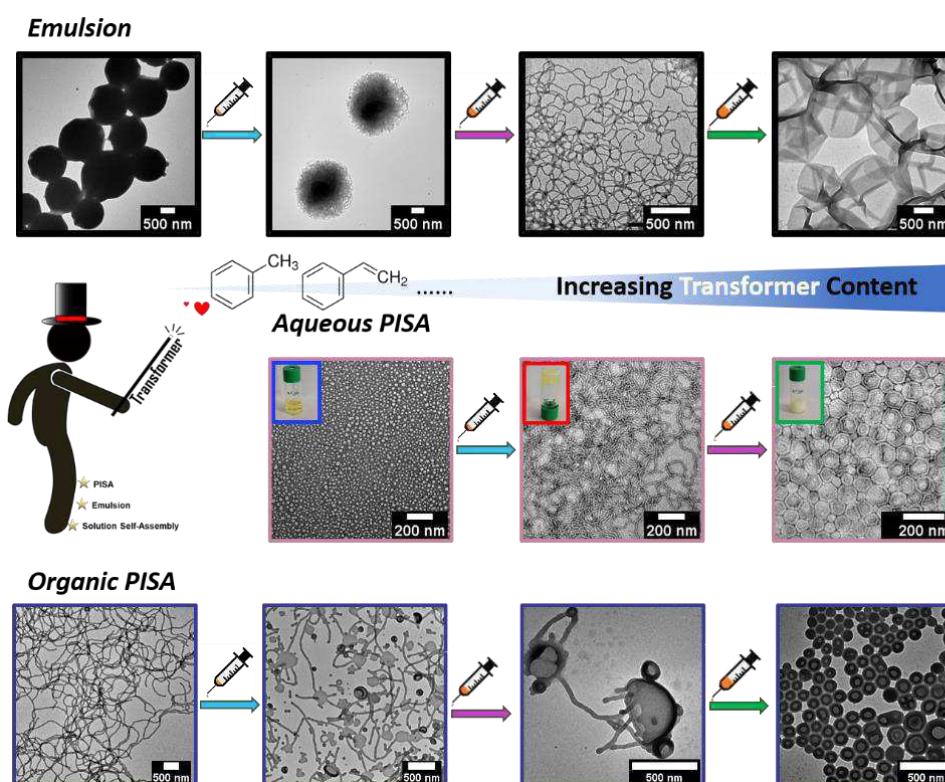 Emulsion
500 nm
500 nm
500 nm
500 nm
CH3
CH2
......
Increasing Transformer Content
Transformer
Aqueous PISA
200 nm
200 nm
200 nm
PISA
Emulsion
Solution Self-Assembly
Organic PISA
500 nm
500 nm
500 nm
500 nm